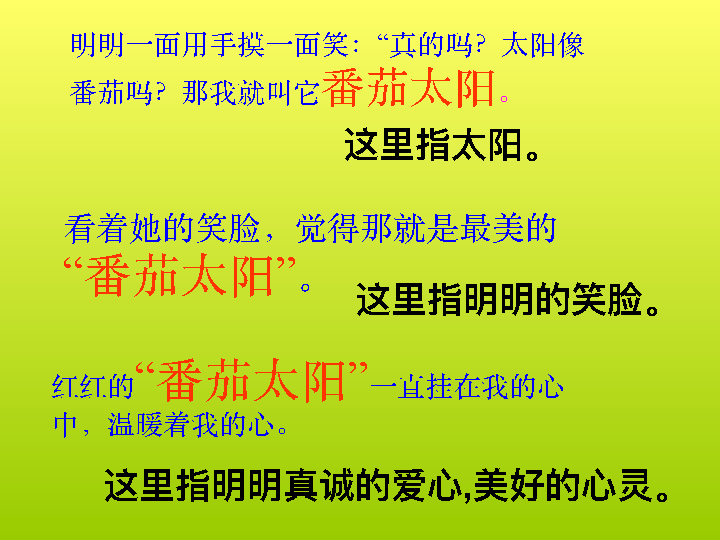 明明一面用手摸一面笑：“真的吗？太阳像
番茄吗？那我就叫它番茄太阳。
这里指太阳。
看着她的笑脸，觉得那就是最美的
“番茄太阳”。
这里指明明的笑脸。
红红的“番茄太阳”一直挂在我的心
中，温暖着我的心。
这里指明明真诚的爱心,美好的心灵。